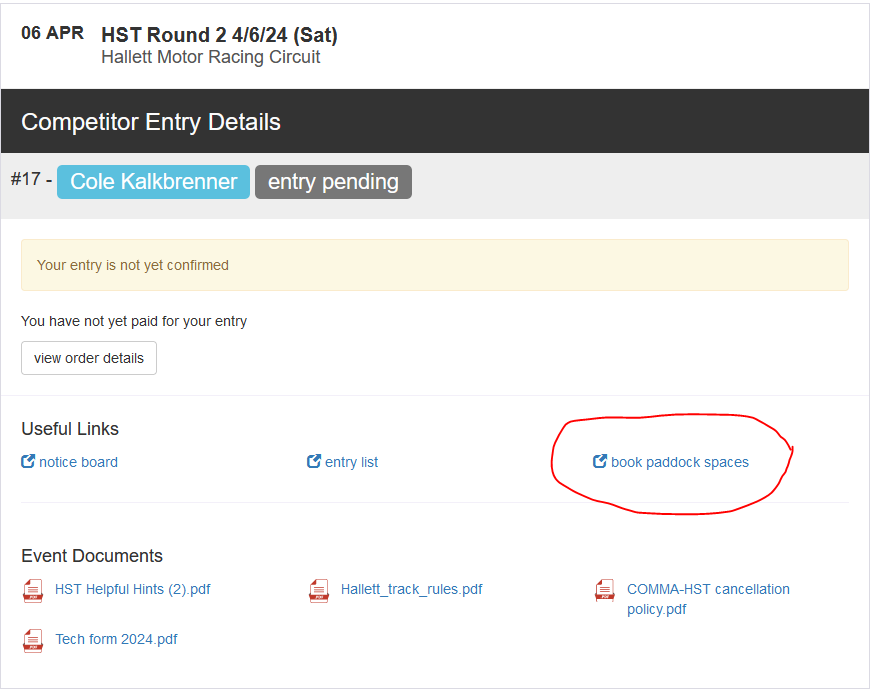 06 APR HST Round 2 4/6/24 (Sat)
Hallett Motor Racing Circuit
Competitor Entry Details
#17 - Cole Kalkbrenner entry pending
Your entry is not yet confirmed
You have not yet paid for your entry
view order details
Useful Links
notice board entry list book paddock spaces
Event Documents
HST Helpful Hints (2).pdf Hallett_track_rules.pdf COMMA-HST cancellation
policy.pdf
Tech form 2024.pdf